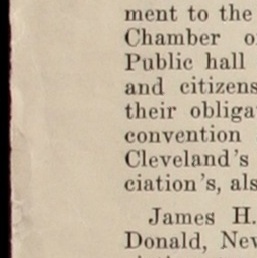 ment to the
Chamber o
Public hall
and citizens
their obliga
convention
Cleveland's
ciation's, als
James H.
Donald, Nev